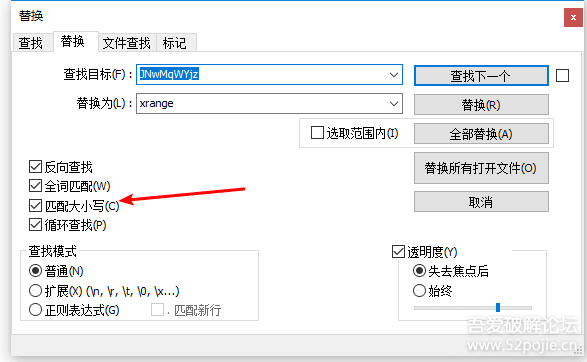 替换
查找 替换 文件查找 标记
查找目标(F) : JNwMqWYjz 查找下一个
替换为(L) : xrange 替换(R)
选取范围内(I) 全部替换(A)
反向查找 替换所有打开文件(O)
全词匹配(W)
匹配大小写(C) 取消
循环查找(P)
查找模式 透明度(Y)
普通(N) 失去焦点后
扩展(X) (\n, \r, \t, \0, \x...) 始终
正则表达式(G) . 匹配新行
吾爱破解论坛
www.52pojie.cn